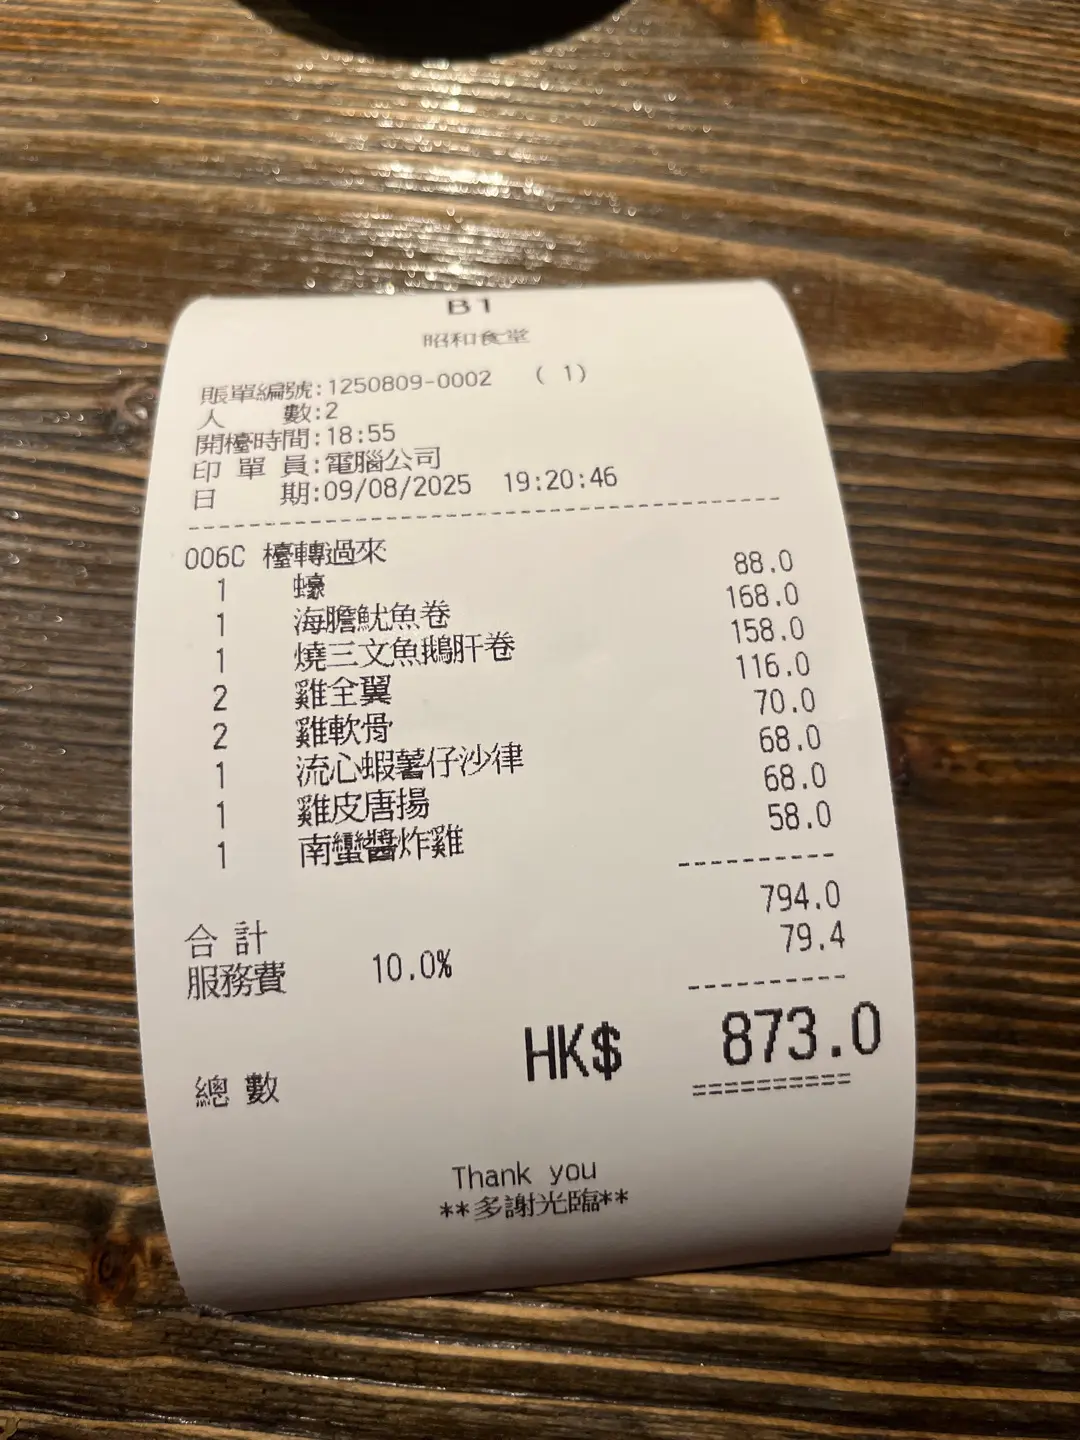 B1
昭和食堂
賬單編號:1250809-0002 ( 1)
人 數:2
開檯時間:18:55
印 單 員:電腦公司
日 期:09/08/2025 19:20:46
006C 檯轉過來
1 蠔 88.0
1 海膽魷魚卷 168.0
1 燒三文魚鵝肝卷 158.0
2 雞全翼 116.0
2 雞軟骨 70.0
1 流心蝦薯仔沙律 68.0
1 雞皮唐揚 68.0
1 南蠻醬炸雞 58.0
合 計 794.0
服務費 10.0% 79.4
總 數 HK$ 873.0
==========
Thank you
**多謝光臨**